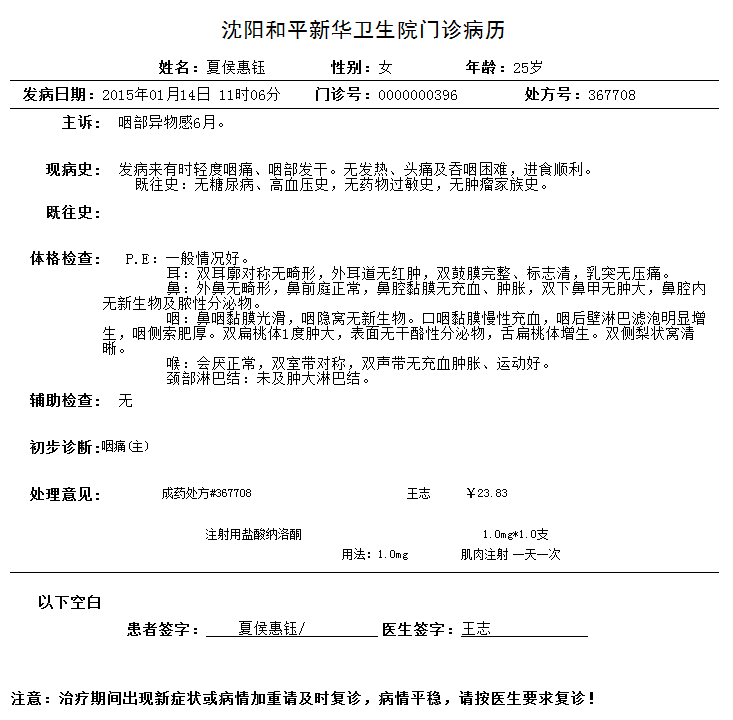 沈阳和平新华卫生院门诊病历
姓名：夏侯惠钰 性别：女 年龄：25岁
发病日期：2015年01月14日 11时06分 门诊号：0000000396 处方号：367708
主诉： 咽部异物感6月。
现病史： 发病来有时轻度咽痛、咽部发干。无发热、头痛及吞咽困难，进食顺利。
既往史：无糖尿病、高血压史，无药物过敏史，无肿瘤家族史。
既往史：
体格检查： P.E：一般情况好。
耳：双耳廓对称无畸形，外耳道无红肿，双鼓膜完整、标志清，乳突无压痛。
鼻：外鼻无畸形，鼻前庭正常，鼻腔黏膜无充血、肿胀，双下鼻甲无肿大，鼻腔内
无新生物及脓性分泌物。
咽：鼻咽黏膜光滑，咽隐窝无新生物。口咽黏膜慢性充血，咽后壁淋巴滤泡明显增
生，咽侧索肥厚。双扁桃体1度肿大，表面无干酪性分泌物，舌扁桃体增生。双侧梨状窝清
晰。
喉：会厌正常，双室带对称，双声带无充血肿胀、运动好。
颈部淋巴结：未及肿大淋巴结。
辅助检查： 无
初步诊断：咽痛(主)
处理意见： 成药处方#367708 王志 ￥23.83
注射用盐酸纳洛酮 1.0mg*1.0支
用法：1.0mg 肌肉注射 一天一次
以下空白
患者签字： 夏侯惠钰/ 医生签字：王志
注意：治疗期间出现新症状或病情加重请及时复诊，病情平稳，请按医生要求复诊！